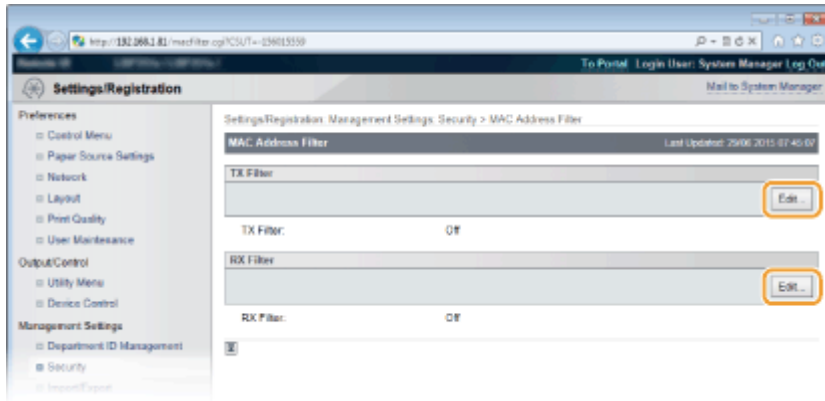 http://192.168.1.81/macfilter.cgi?CSUT=-156015559
To Portal Login User: System Manager Log Out
Settings/Registration
Mail to System Manager
Preferences
Control Menu
Paper Source Settings
Network
Layout
Print Quality
User Maintenance
Output/Control
Utility Menu
Device Control
Management Settings
Department ID Management
Security
Import/Export
Settings/Registration: Management Settings: Security > MAC Address Filter
MAC Address Filter
Last Updated: 29/06 2015 07:45:07
TX Filter
Edit...
TX Filter: Off
RX Filter
Edit...
RX Filter: Off